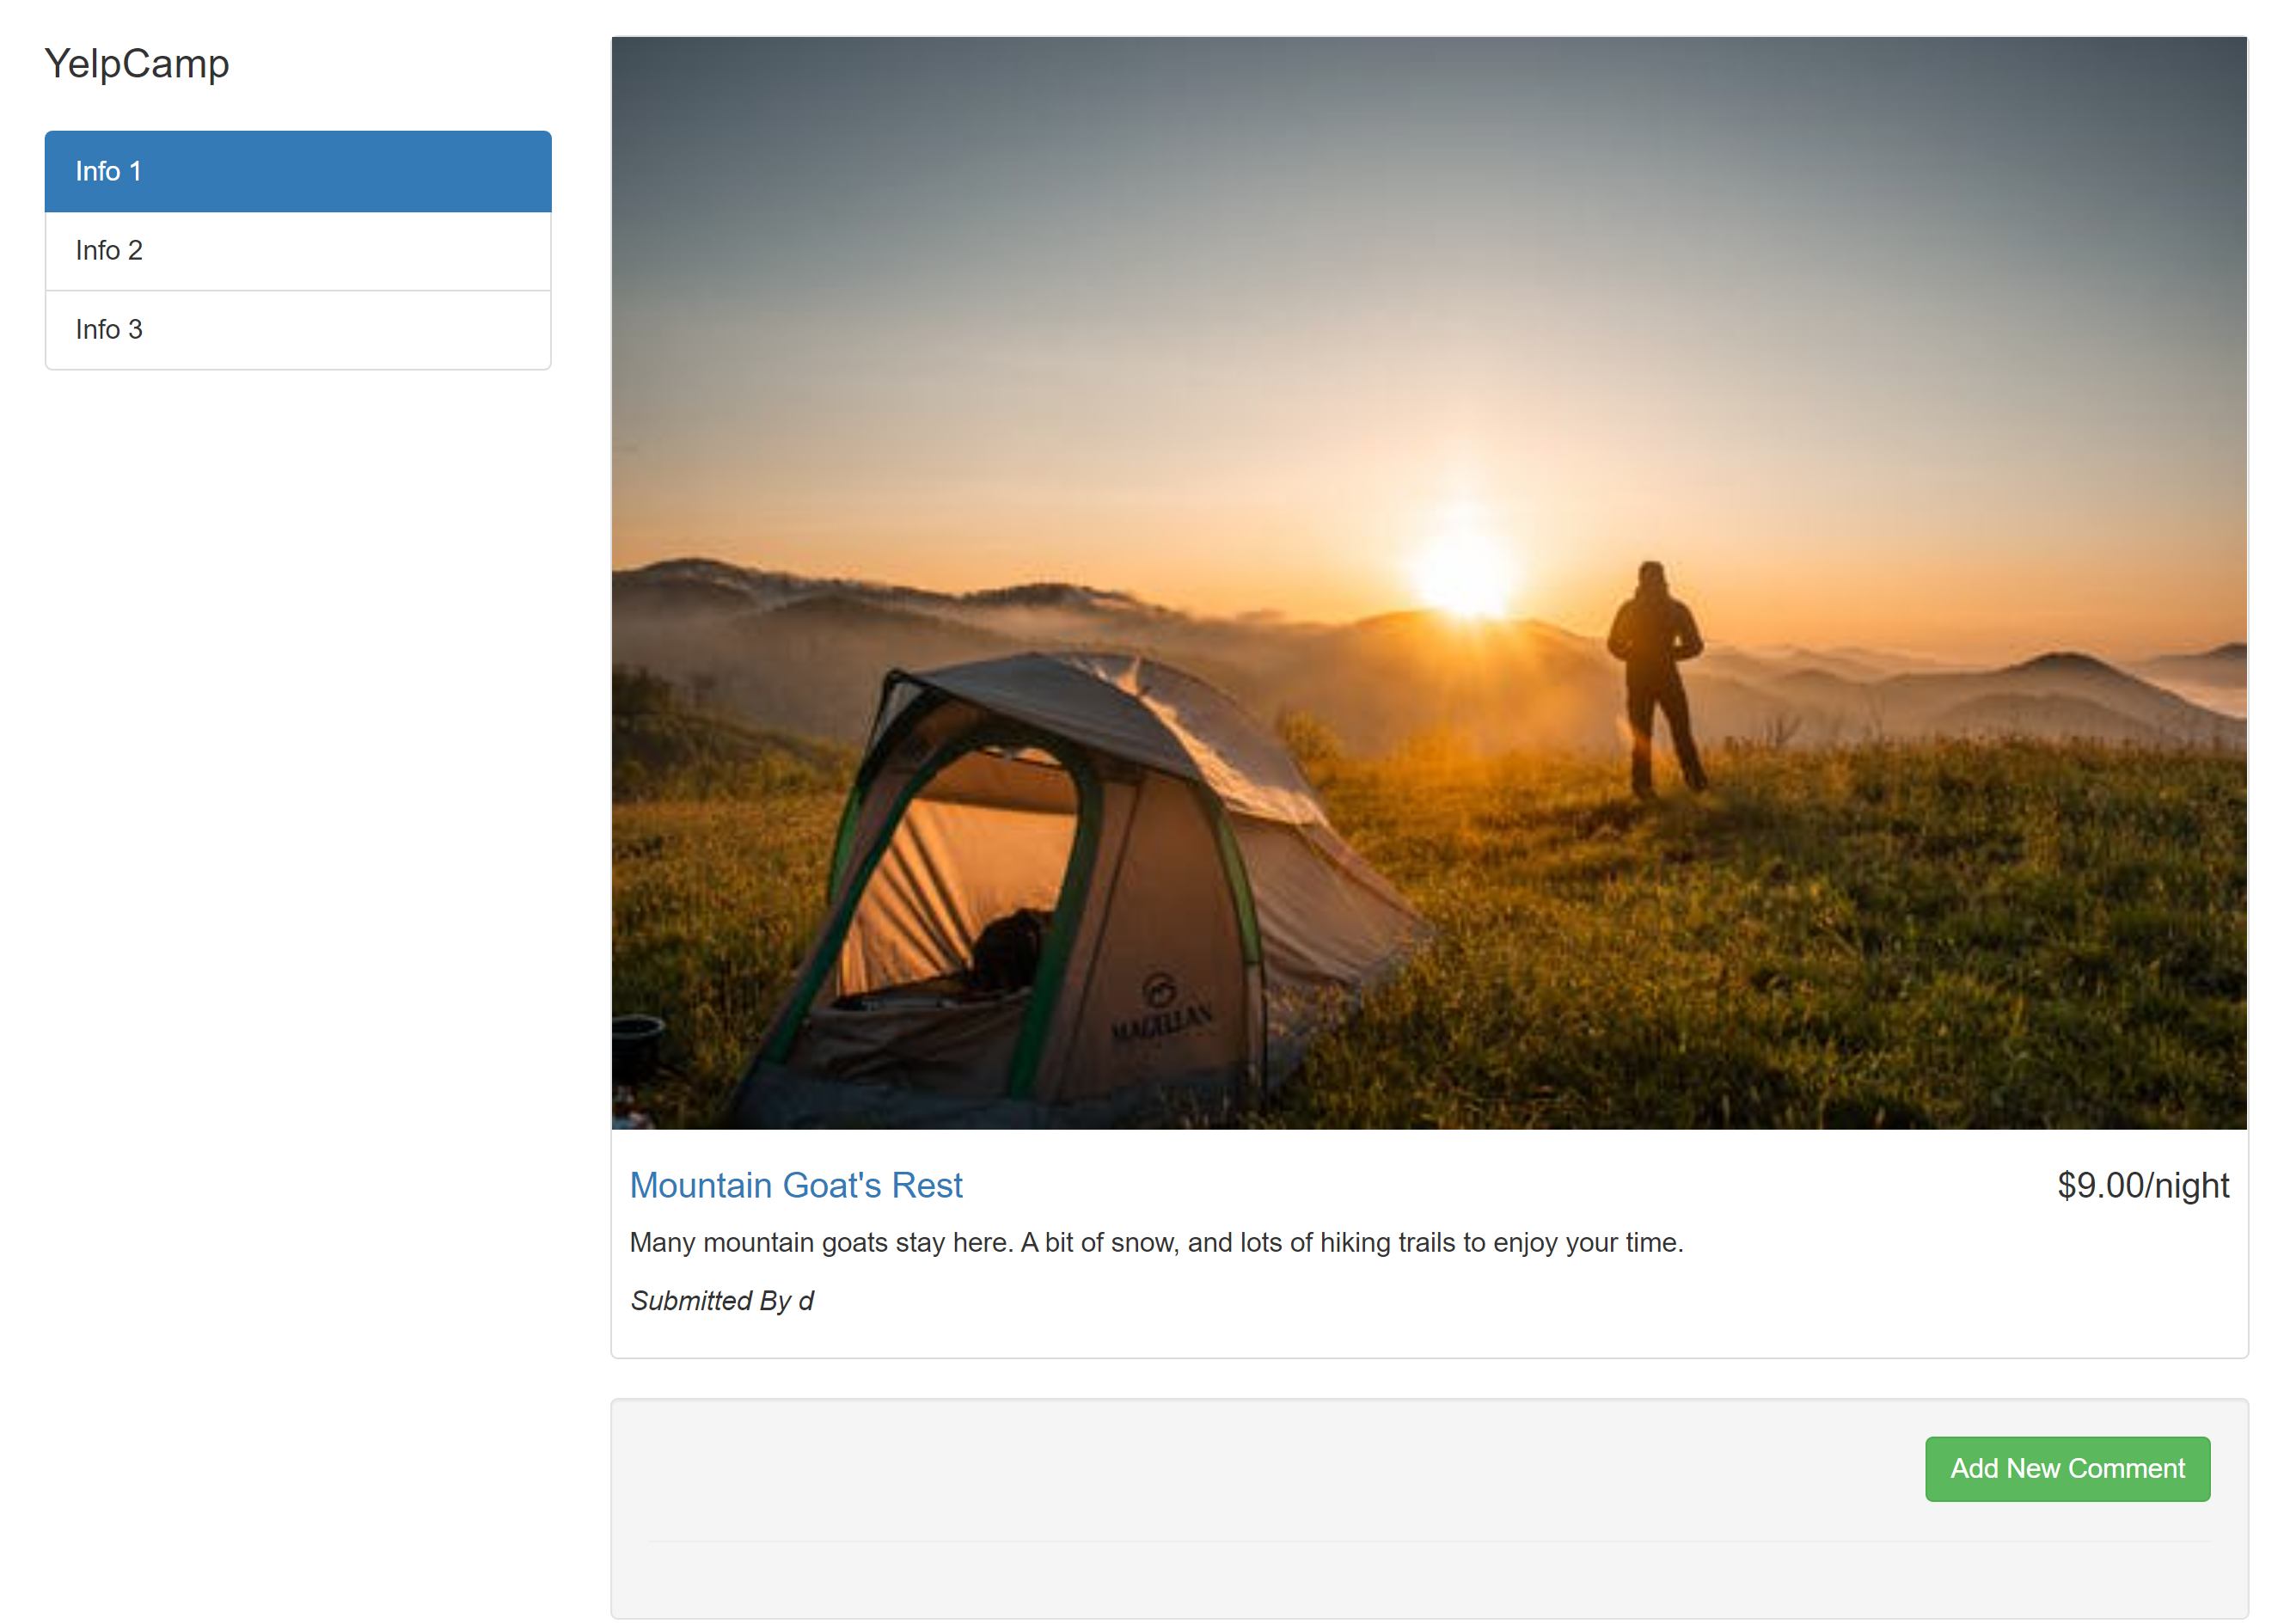 YelpCamp
Info 1
Info 2
Info 3
MAGELLAN
Mountain Goat's Rest
$9.00/night
Many mountain goats stay here. A bit of snow, and lots of hiking trails to enjoy your time.
Submitted By d
Add New Comment